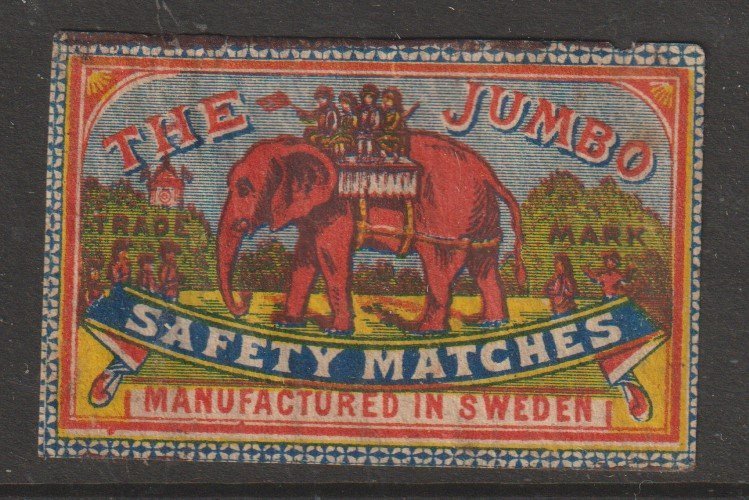 THE JUMBO
TRADE MARK
SAFETY MATCHES
MANUFACTURED IN SWEDEN